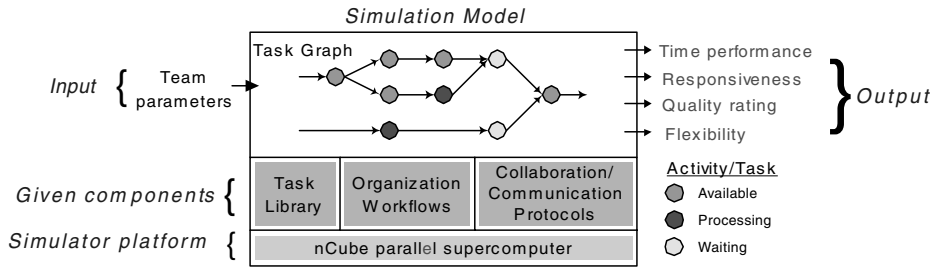 Simulation Model
Task Graph
Input { Team parameters
Time performance
Responsiveness
Quality rating
Flexibility
} Output
Given components {
Task
Library
Organization
Workflows
Collaboration/
Communication
Protocols
Activity/Task
Available
Processing
Waiting
Simulator platform {
nCube parallel supercomputer